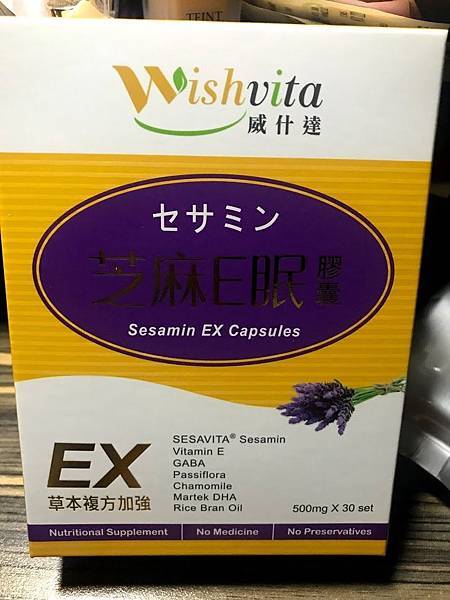 TEINT
Wishvita
威什達
セサミン
芝麻E眠 膠囊
Sesamin EX Capsules
EX
草本複方加強
SESAVITA® Sesamin
Vitamin E
GABA
Passiflora
Chamomile
Martek DHA
Rice Bran Oil
500mg X 30 set
Nutritional Supplement
No Medicine
No Preservatives